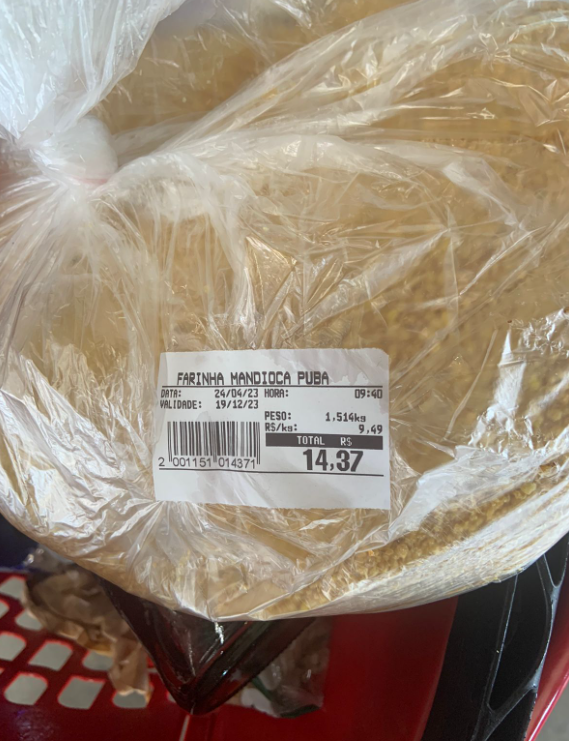 FARINHA MANDIOCA PUBA
DATA: 24/04/23 HORA: 09:40
VALIDADE: 19/12/23
PESO: 1,514kg
R$/kg: 9,49
TOTAL R$
14,37
2 001151 014371